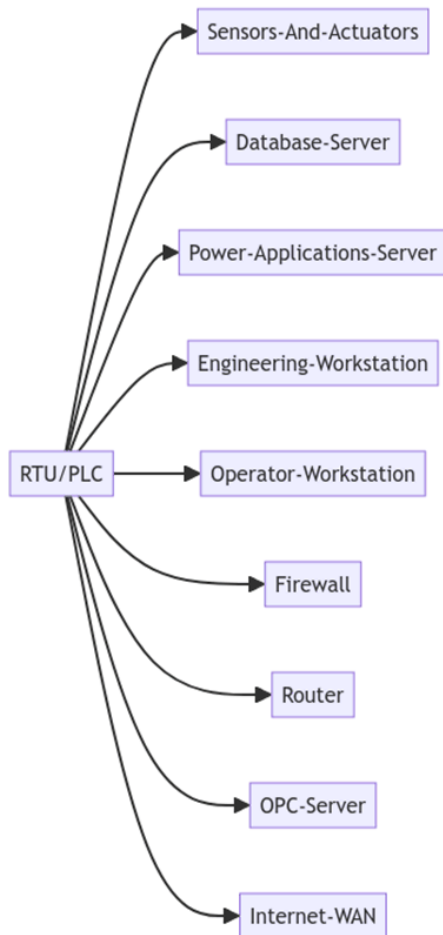 Sensors-And-Actuators
Database-Server
Power-Applications-Server
Engineering-Workstation
RTU/PLC
Operator-Workstation
Firewall
Router
OPC-Server
Internet-WAN